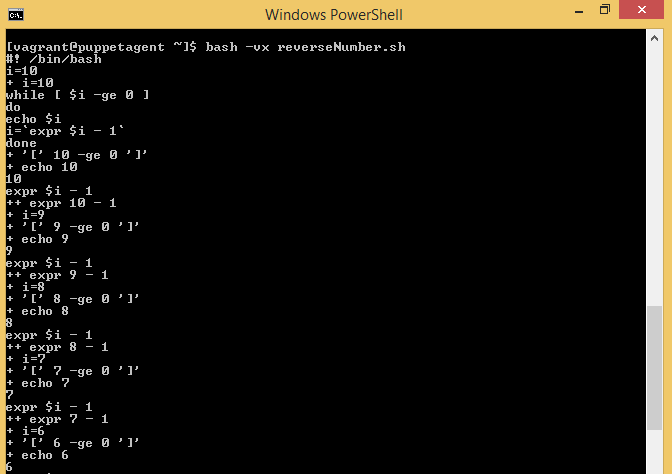 Windows PowerShell
[vagrant@puppetagent ~]$ bash -vx reverseNumber.sh
#! /bin/bash
i=10
+ i=10
while [ $i -ge 0 ]
do
echo $i
i=`expr $i - 1`
done
+ '[' 10 -ge 0 ']'
+ echo 10
10
expr $i - 1
++ expr 10 - 1
+ i=9
+ '[' 9 -ge 0 ']'
+ echo 9
9
expr $i - 1
++ expr 9 - 1
+ i=8
+ '[' 8 -ge 0 ']'
+ echo 8
8
expr $i - 1
++ expr 8 - 1
+ i=7
+ '[' 7 -ge 0 ']'
+ echo 7
7
expr $i - 1
++ expr 7 - 1
+ i=6
+ '[' 6 -ge 0 ']'
+ echo 6
6